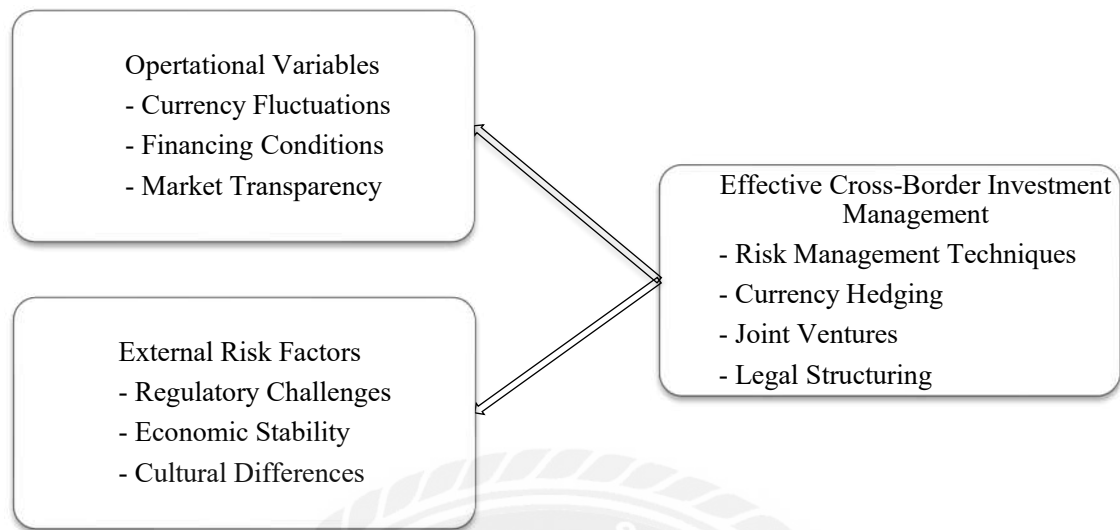 Opertational Variables
- Currency Fluctuations
- Financing Conditions
- Market Transparency
External Risk Factors
- Regulatory Challenges
- Economic Stability
- Cultural Differences
Effective Cross-Border Investment
Management
- Risk Management Techniques
- Currency Hedging
- Joint Ventures
- Legal Structuring